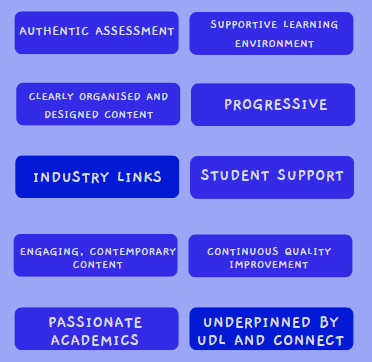 AUTHENTIC ASSESSMENT
SUPPORTIVE LEARNING
ENVIRONMENT
CLEARLY ORGANISED AND
DESIGNED CONTENT
PROGRESSIVE
INDUSTRY LINKS
STUDENT SUPPORT
ENGAGING, CONTEMPORARY
CONTENT
CONTINUOUS QUALITY
IMPROVEMENT
PASSIONATE
ACADEMICS
UNDERPINNED BY
UDL AND CONNECT